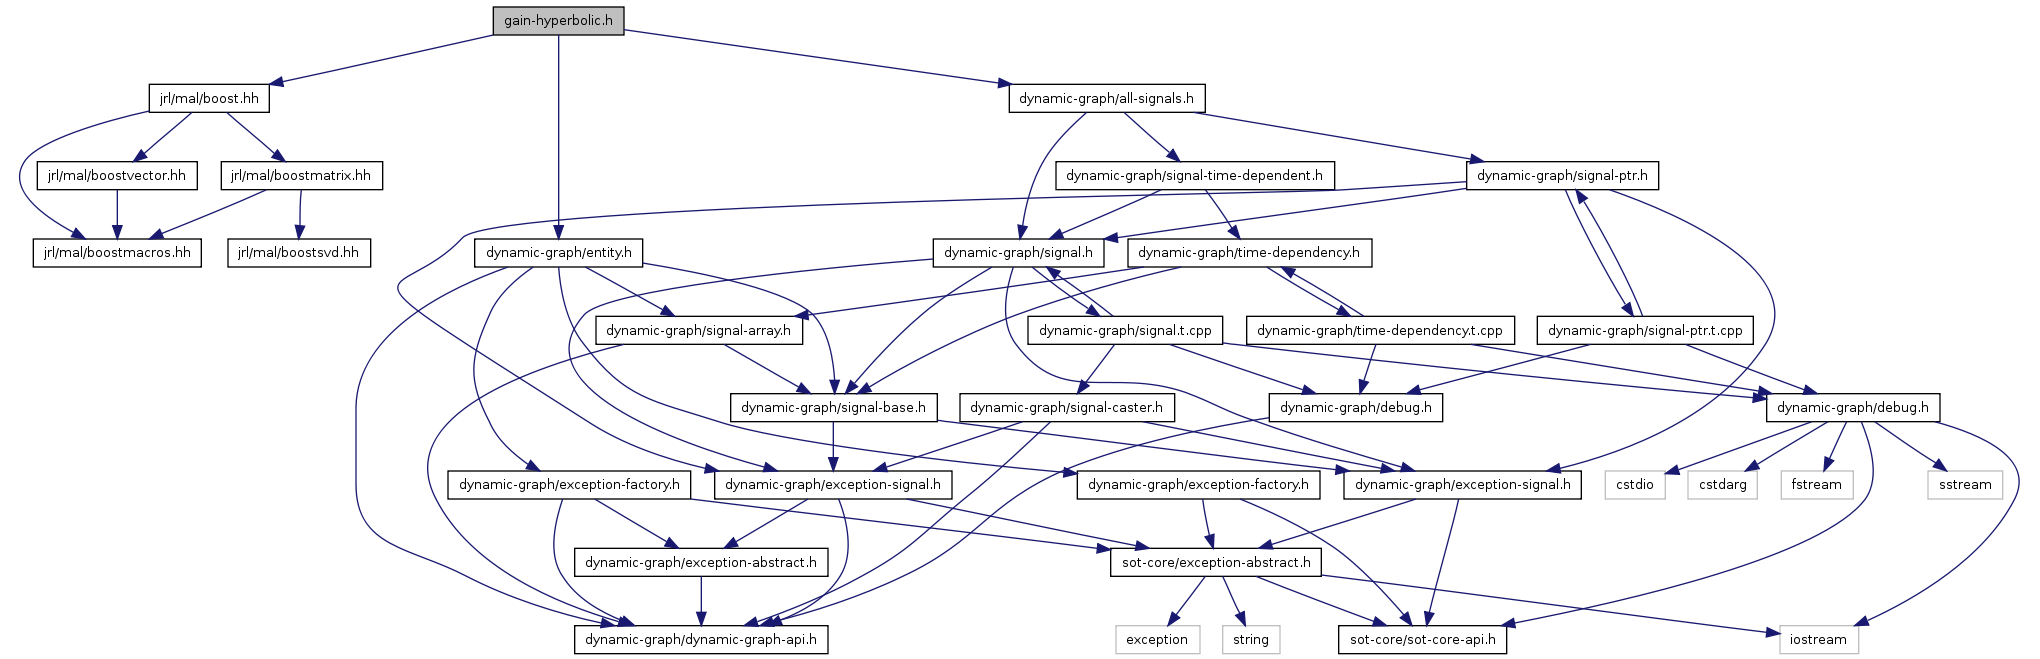 gain-hyperbolic.h
jrl/mal/boost.hh
dynamic-graph/all-signals.h
jrl/mal/boostvector.hh
jrl/mal/boostmatrix.hh
dynamic-graph/signal-time-dependent.h
dynamic-graph/signal-ptr.h
jrl/mal/boostmacros.hh
jrl/mal/boostsvd.hh
dynamic-graph/entity.h
dynamic-graph/signal.h
dynamic-graph/time-dependency.h
dynamic-graph/signal-array.h
dynamic-graph/signal.t.cpp
dynamic-graph/time-dependency.t.cpp
dynamic-graph/signal-ptr.t.cpp
dynamic-graph/signal-base.h
dynamic-graph/signal-caster.h
dynamic-graph/debug.h
dynamic-graph/debug.h
dynamic-graph/exception-factory.h
dynamic-graph/exception-signal.h
dynamic-graph/exception-factory.h
dynamic-graph/exception-signal.h
cstdio
cstdarg
fstream
sstream
dynamic-graph/exception-abstract.h
sot-core/exception-abstract.h
dynamic-graph/dynamic-graph-api.h
exception
string
sot-core/sot-core-api.h
iostream